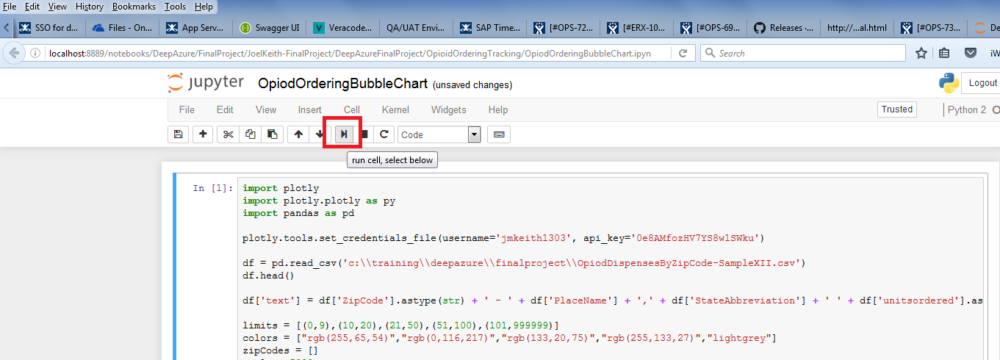 File Edit View History Bookmarks Tools Help
SSO for d... Files - On... App Serv... Swagger UI Veracode... QA/UAT Envi... SAP Time... [#OPS-72... [#ERX-10... [#OPS-69... Releases ·... http://...al.html [#OPS-73... De
localhost:8889/notebooks/DeepAzure/FinalProject/JoelKeith-FinalProject/DeepAzureFinalProject/OpioidOrderingTracking/OpiodOrderingBubbleChart.ipyn Search iW
jupyter OpiodOrderingBubbleChart (unsaved changes) Logout
File Edit View Insert Cell Kernel Widgets Help Trusted Python 2
Code
run cell, select below
In [1]: import plotly
import plotly.plotly as py
import pandas as pd
plotly.tools.set_credentials_file(username='jmkeith1303', api_key='0e8AMfozHV7YS8w1SWku')
df = pd.read_csv('c:\\training\\deepazure\\finalproject\\OpiodDispensesByZipCode-SampleXII.csv')
df.head()
df['text'] = df['ZipCode'].astype(str) + ' - ' + df['PlaceName'] + ',' + df['StateAbbreviation'] + ' ' + df['unitsordered'].as
limits = [(0,9),(10,20),(21,50),(51,100),(101,999999)]
colors = ["rgb(255,65,54)","rgb(0,116,217)","rgb(133,20,75)","rgb(255,133,27)","lightgrey"]
zipCodes = []